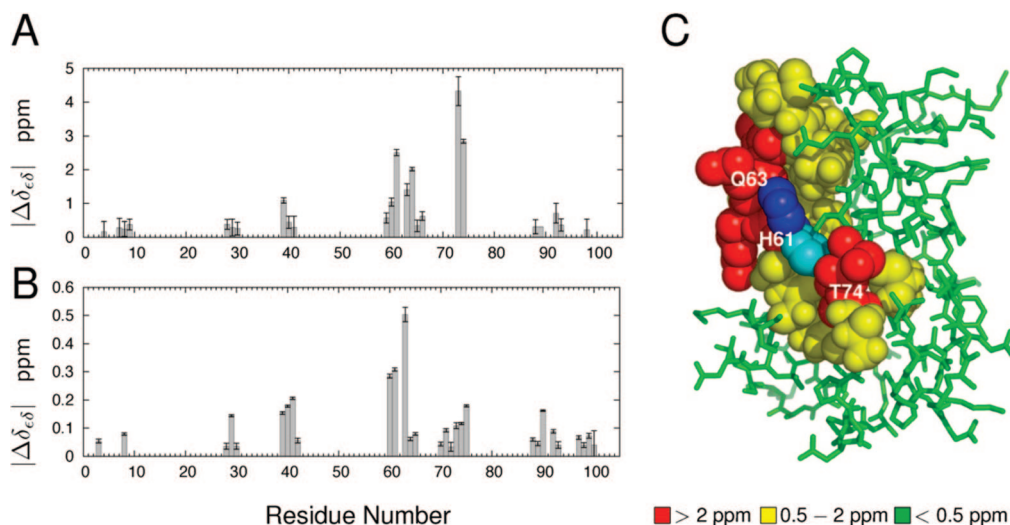 A
|Δδϵδ| ppm
5
4
3
2
1
0
0 10 20 30 40 50 60 70 80 90 100
B
|Δδϵδ| ppm
0.6
0.5
0.4
0.3
0.2
0.1
0
0 10 20 30 40 50 60 70 80 90 100
Residue Number
C
Q63
H61
T74
> 2 ppm 0.5 – 2 ppm < 0.5 ppm